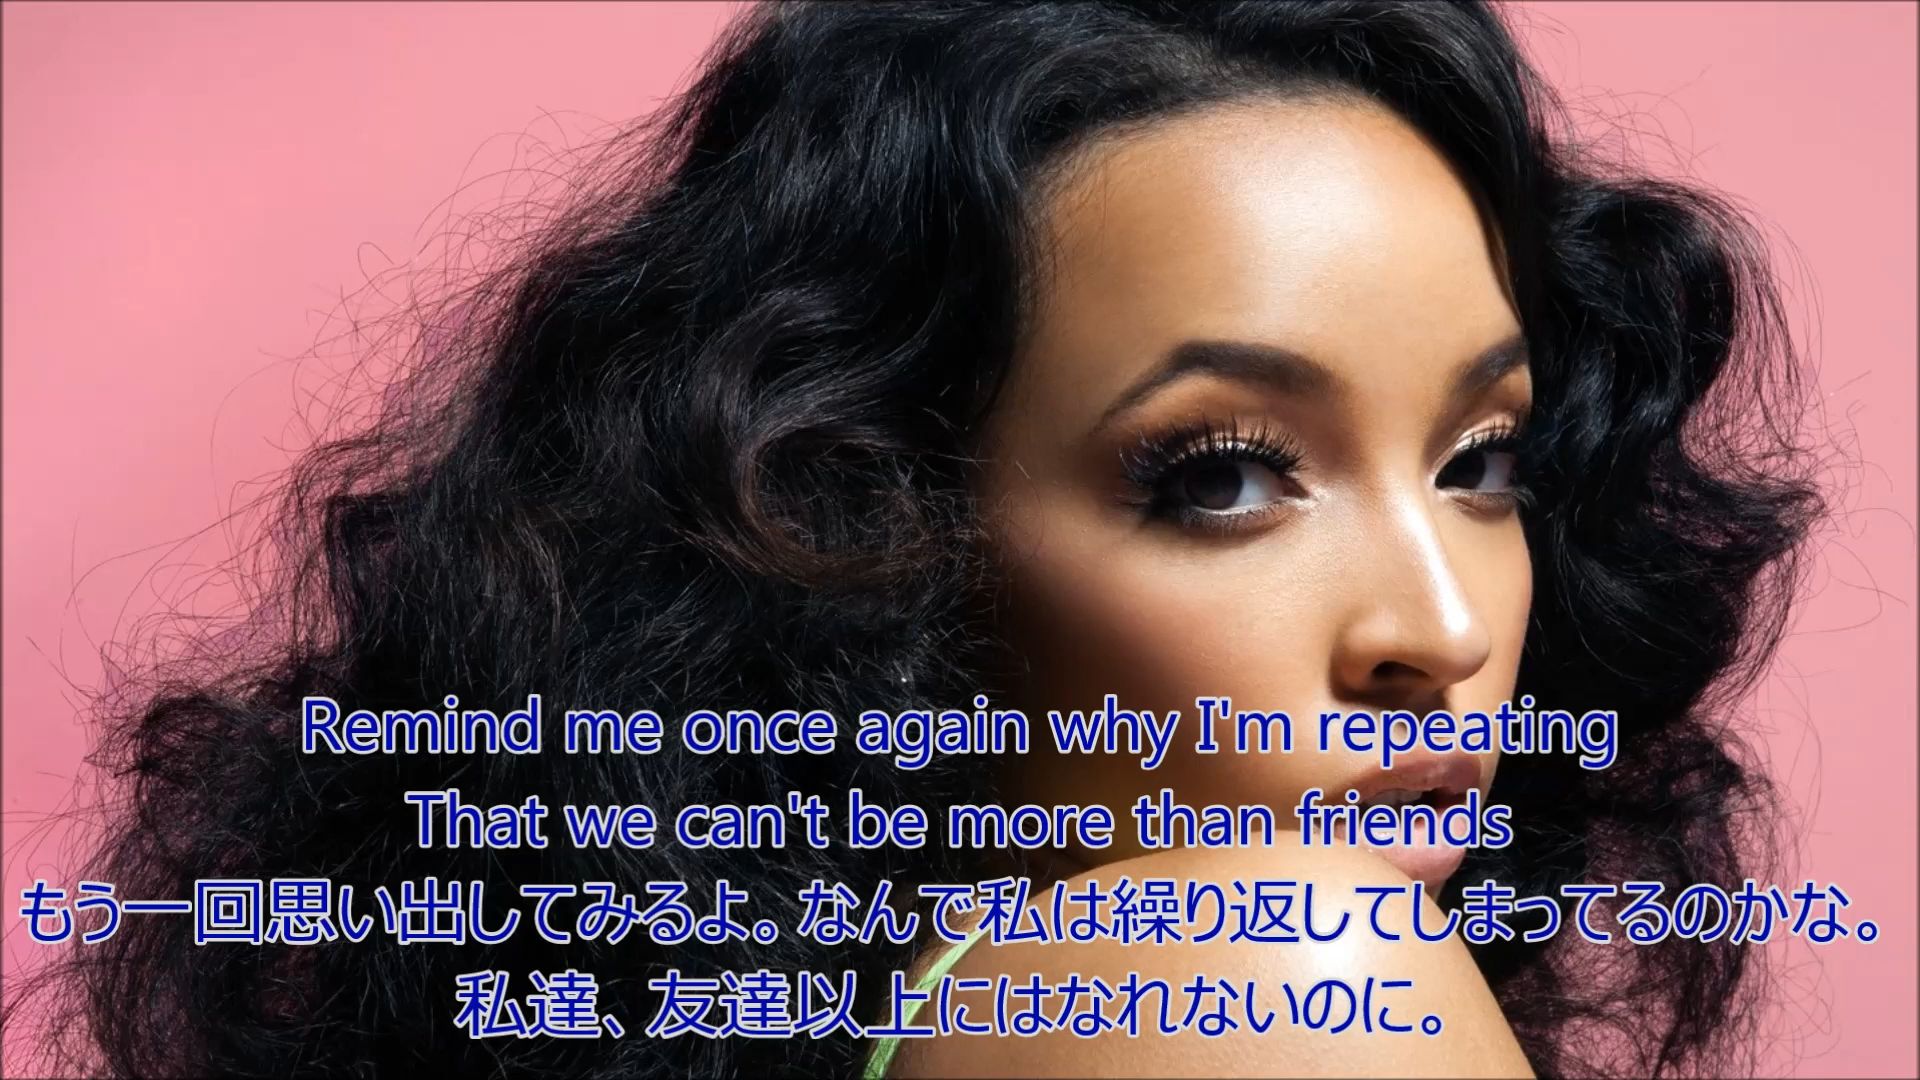 Remind me once again why I'm repeating
That we can't be more than friends
もう一回思い出してみるよ。なんで私は繰り返してしまってるのかな。
私達、友達以上にはなれないのに。